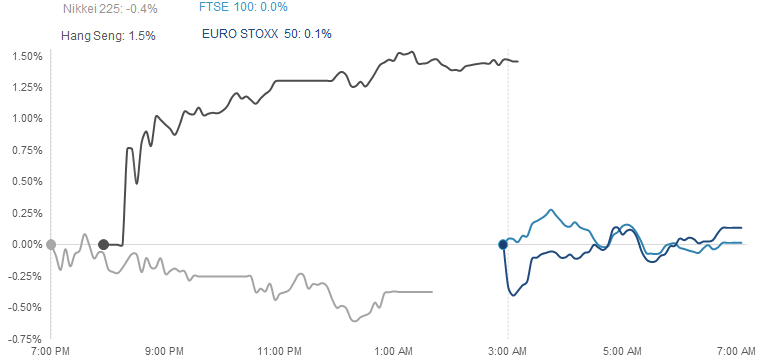 Nikkei 225: -0.4%
FTSE 100: 0.0%
Hang Seng: 1.5%
EURO STOXX 50: 0.1%
1.50%
1.25%
1.00%
0.75%
0.50%
0.25%
0.00%
-0.25%
-0.50%
-0.75%
7:00 PM
9:00 PM
11:00 PM
1:00 AM
3:00 AM
5:00 AM
7:00 AM